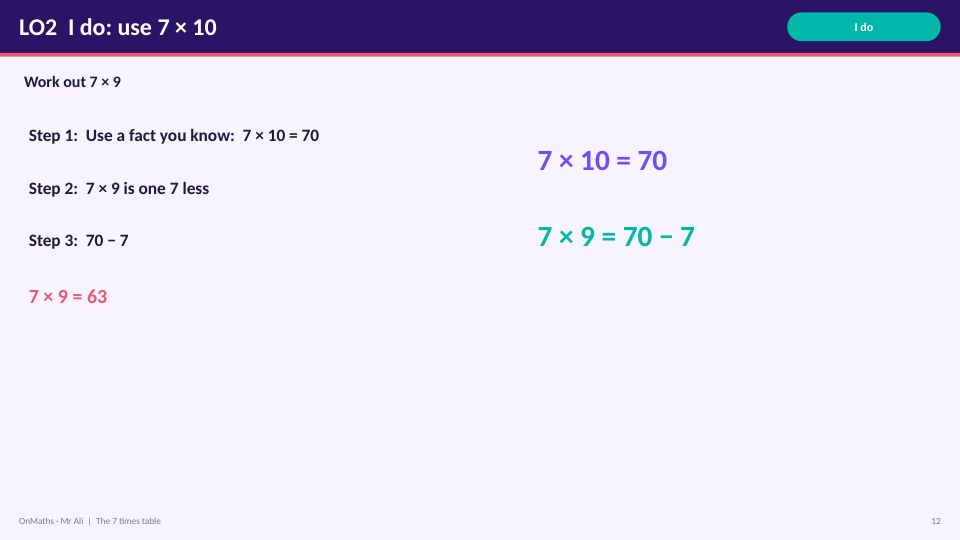 LO2  I do: use 7 × 10
I do
Work out 7 × 9
Step 1:  Use a fact you know:  7 × 10 = 70
Step 2:  7 × 9 is one 7 less
Step 3:  70 − 7
7 × 9 = 63
7 × 10 = 70
7 × 9 = 70 − 7
OnMaths - Mr Ali  |  The 7 times table
12